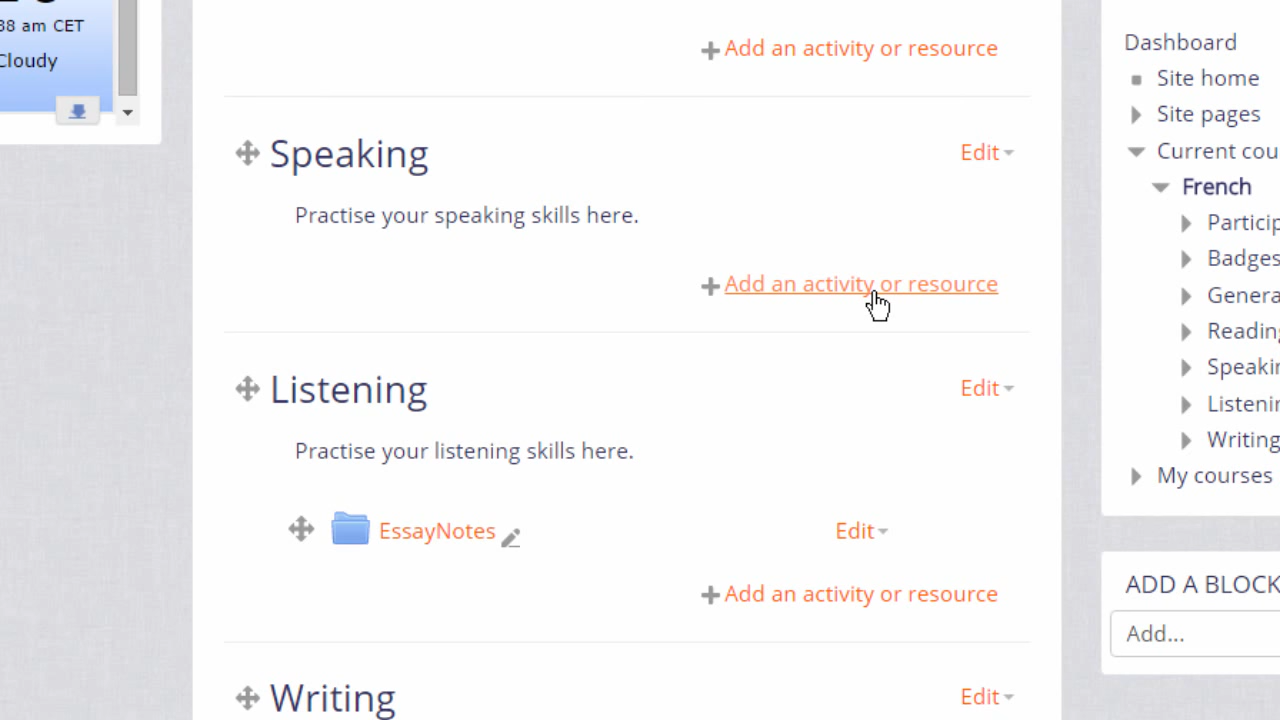 38 am CET
Cloudy
Add an activity or resource
Speaking
Edit
Practise your speaking skills here.
Add an activity or resource
Listening
Edit
Practise your listening skills here.
EssayNotes
Edit
Add an activity or resource
Writing
Edit
Dashboard
Site home
Site pages
Current cou
French
Particip
Badges
Genera
Reading
Speakin
Listenin
Writing
My courses
ADD A BLOCK
Add...